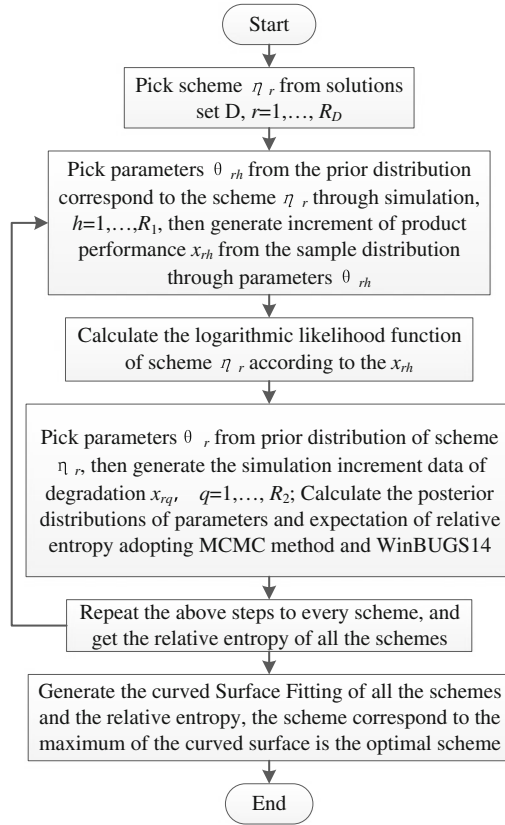 Start
Pick scheme η r from solutions
set D, r=1,…, R_D
Pick parameters θ rh from the prior distribution
correspond to the scheme η r through simulation,
h=1,…,R₁, then generate increment of product
performance x_rh from the sample distribution
through parameters θ rh
Calculate the logarithmic likelihood function
of scheme η r according to the x_rh
Pick parameters θ r from prior distribution of scheme
η r, then generate the simulation increment data of
degradation x_rq, q=1,…, R₂; Calculate the posterior
distributions of parameters and expectation of relative
entropy adopting MCMC method and WinBUGS14
Repeat the above steps to every scheme, and
get the relative entropy of all the schemes
Generate the curved Surface Fitting of all the schemes
and the relative entropy, the scheme correspond to the
maximum of the curved surface is the optimal scheme
End